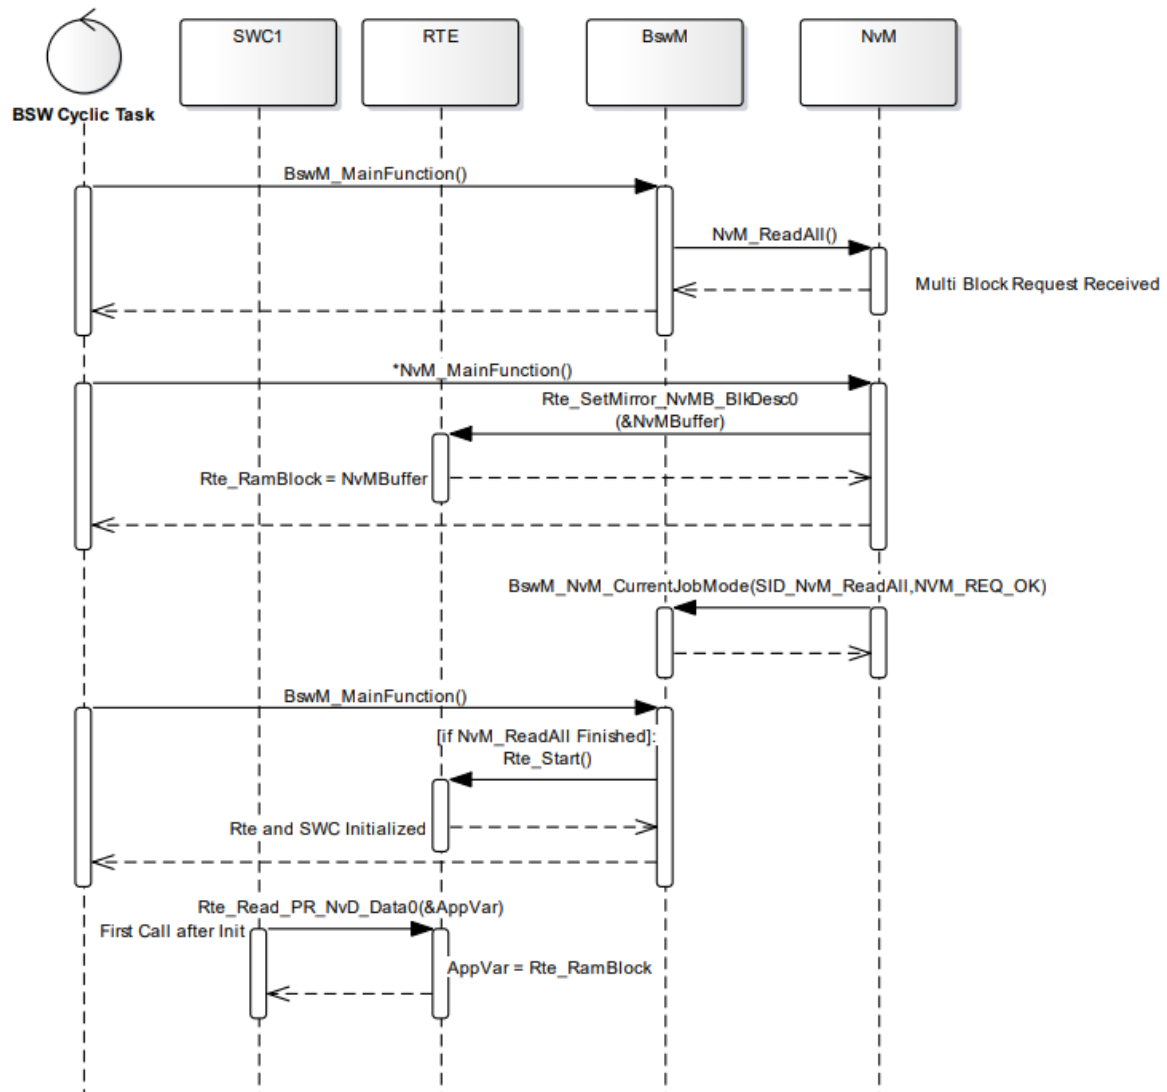 SWC1
RTE
BswM
NvM
BSW Cyclic Task
BswM_MainFunction()
NvM_ReadAll()
Multi Block Request Received
*NvM_MainFunction()
Rte_SetMirror_NvMB_BlkDesc0
(&NvMBuffer)
Rte_RamBlock = NvMBuffer
BswM_NvM_CurrentJobMode(SID_NvM_ReadAll,NVM_REQ_OK)
BswM_MainFunction()
[if NvM_ReadAll Finished]:
Rte_Start()
Rte and SWC Initialized
Rte_Read_PR_NvD_Data0(&AppVar)
First Call after Init
AppVar = Rte_RamBlock